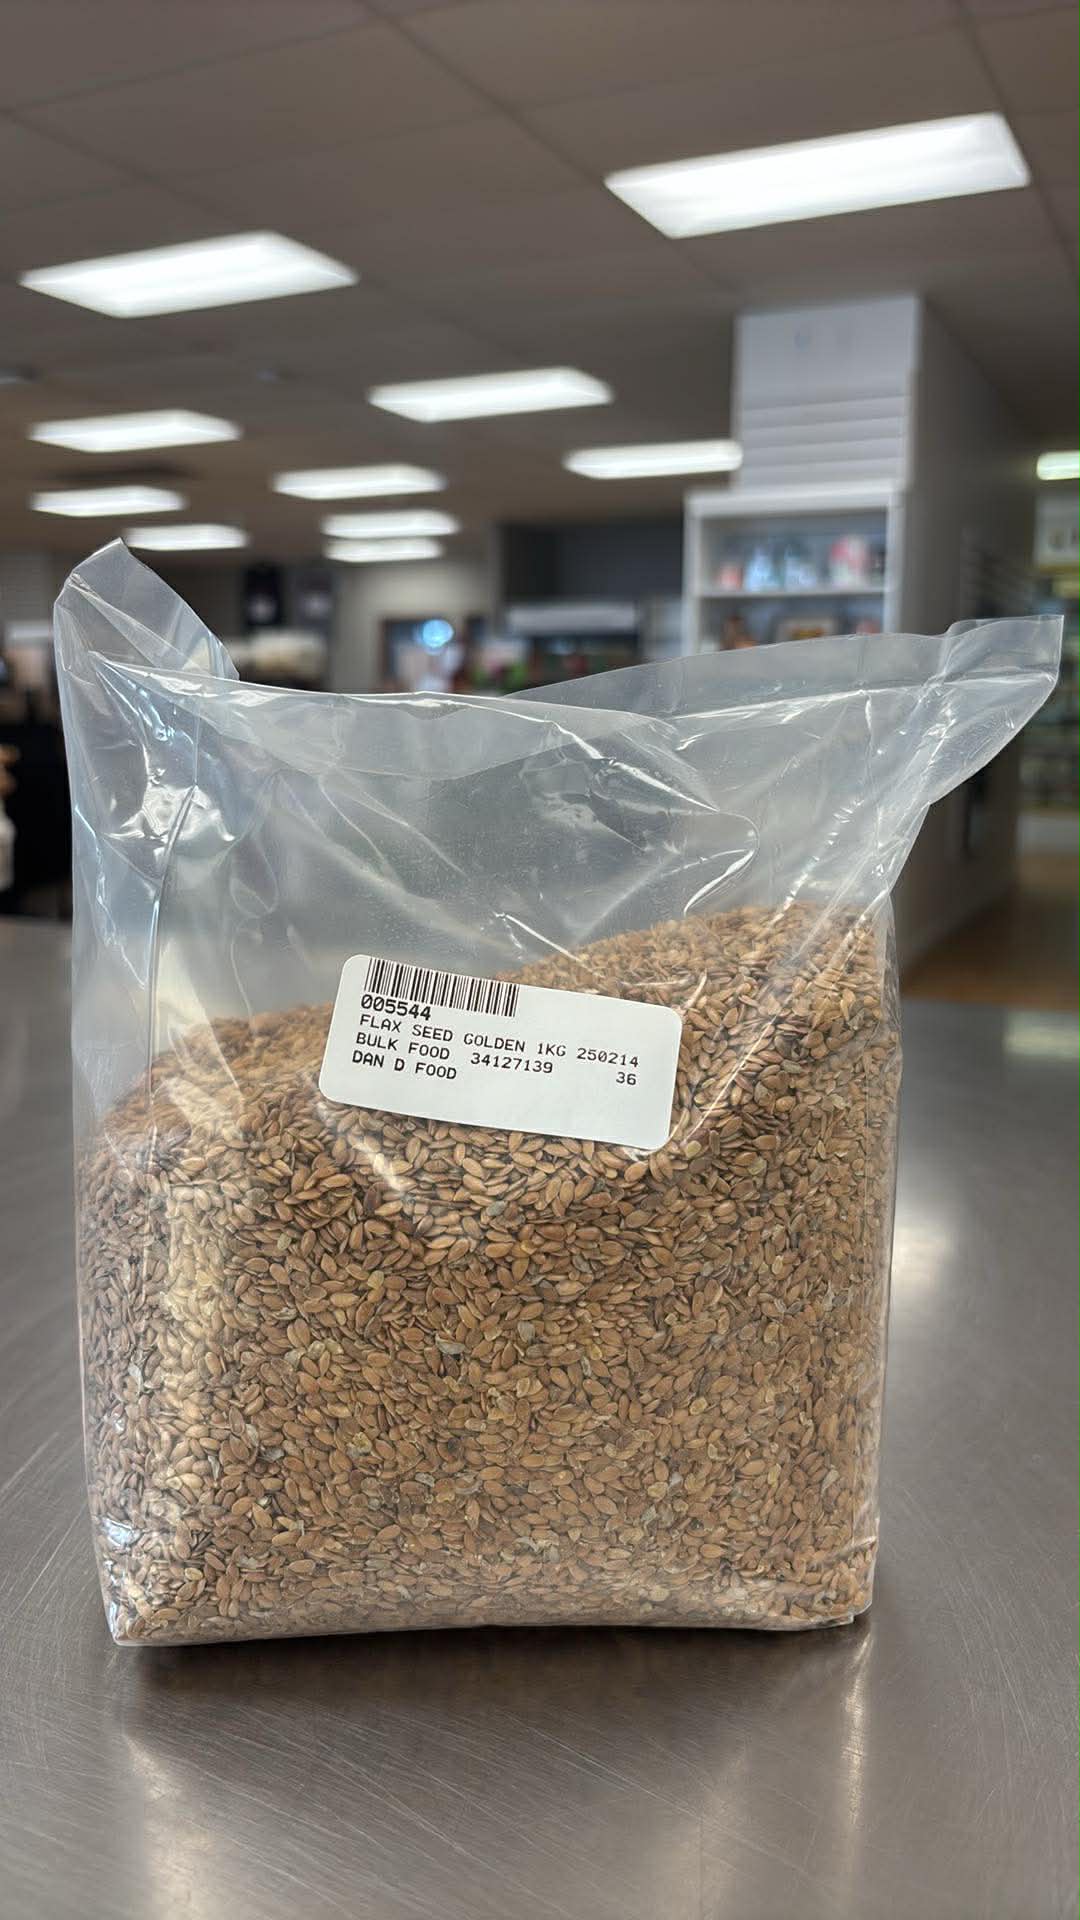 005544
FLAX SEED GOLDEN 1KG 250214
BULK FOOD 34127139 36
DAN D FOOD